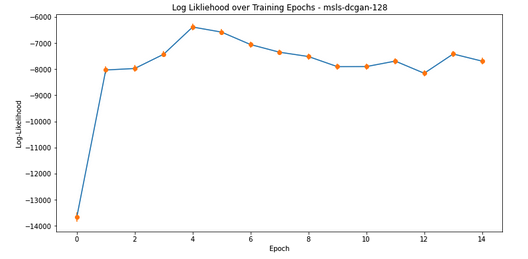 Log Likliehood over Training Epochs - msls-dcgan-128
−6000
−7000
−8000
−9000
−10000
−11000
−12000
−13000
−14000
Log-Likelihood
0 2 4 6 8 10 12 14
Epoch